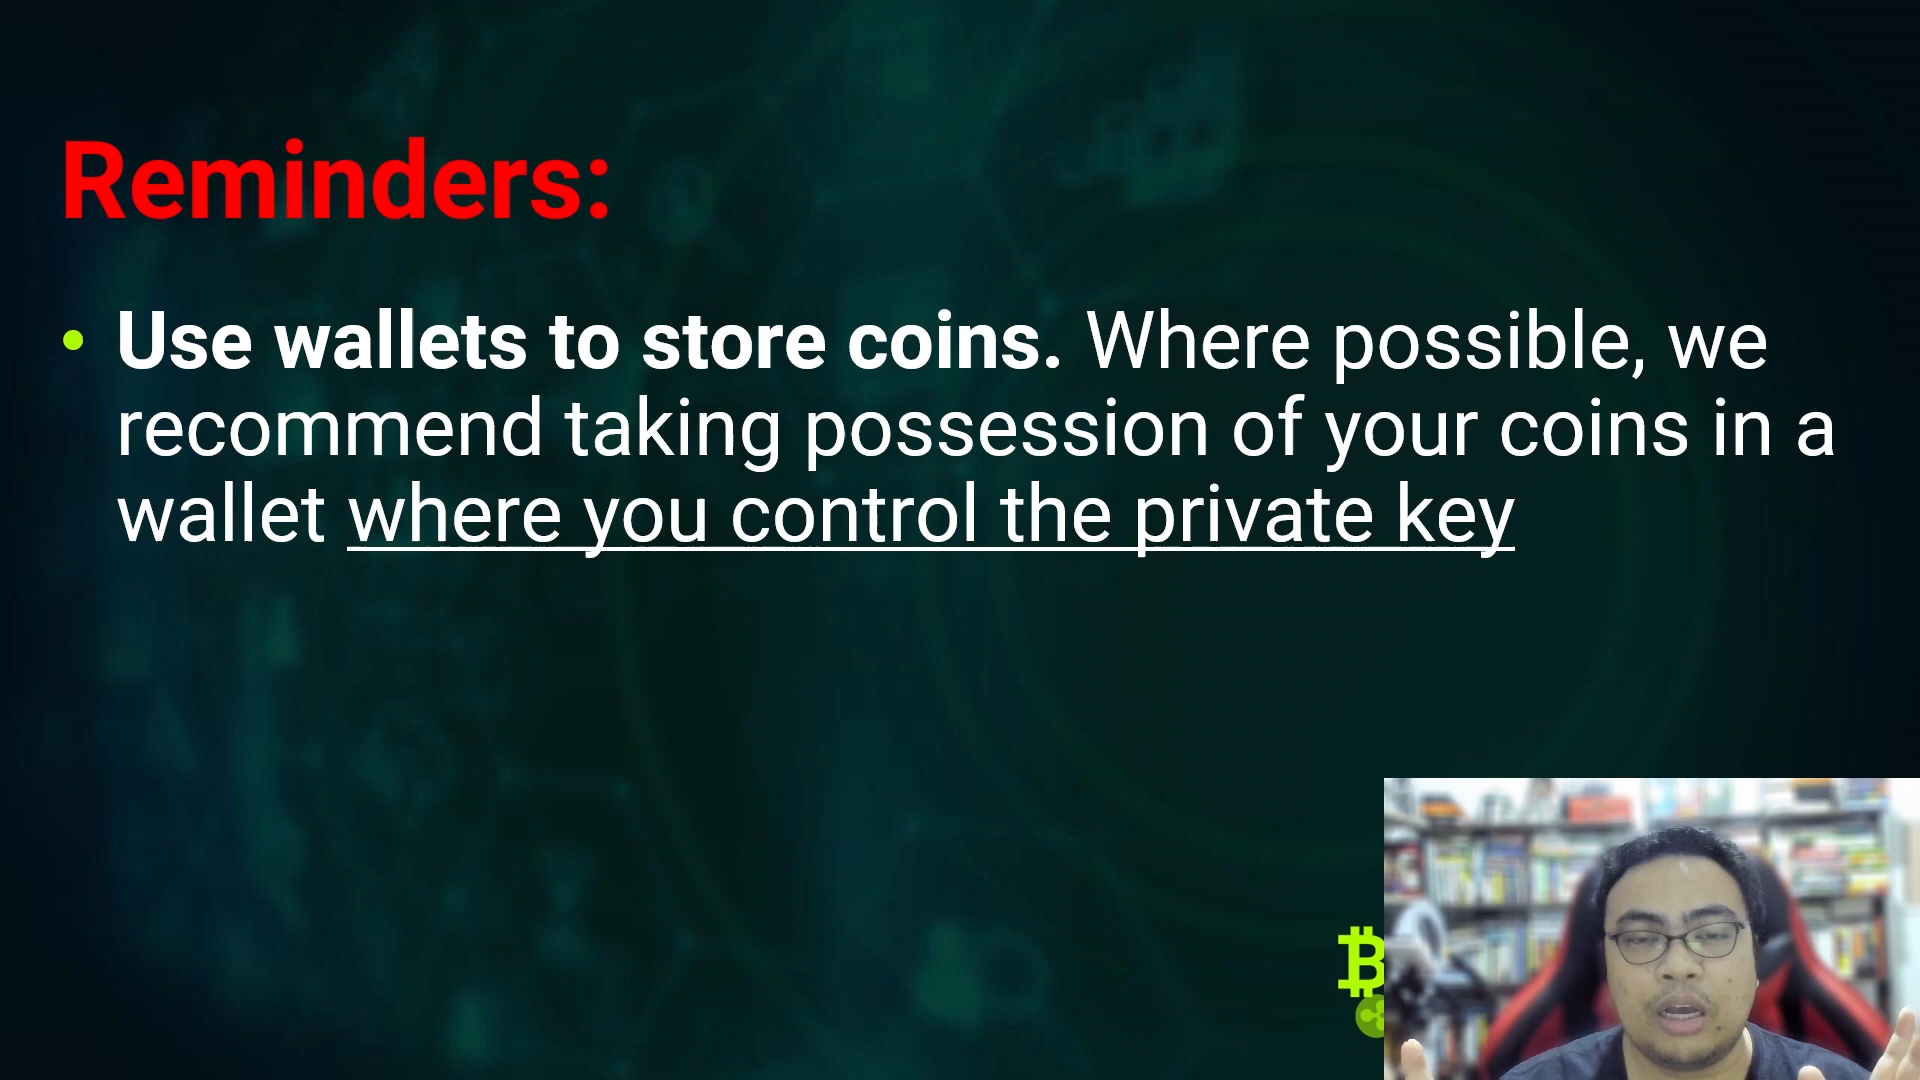 Reminders:
• Use wallets to store coins. Where possible, we
recommend taking possession of your coins in a
wallet where you control the private key